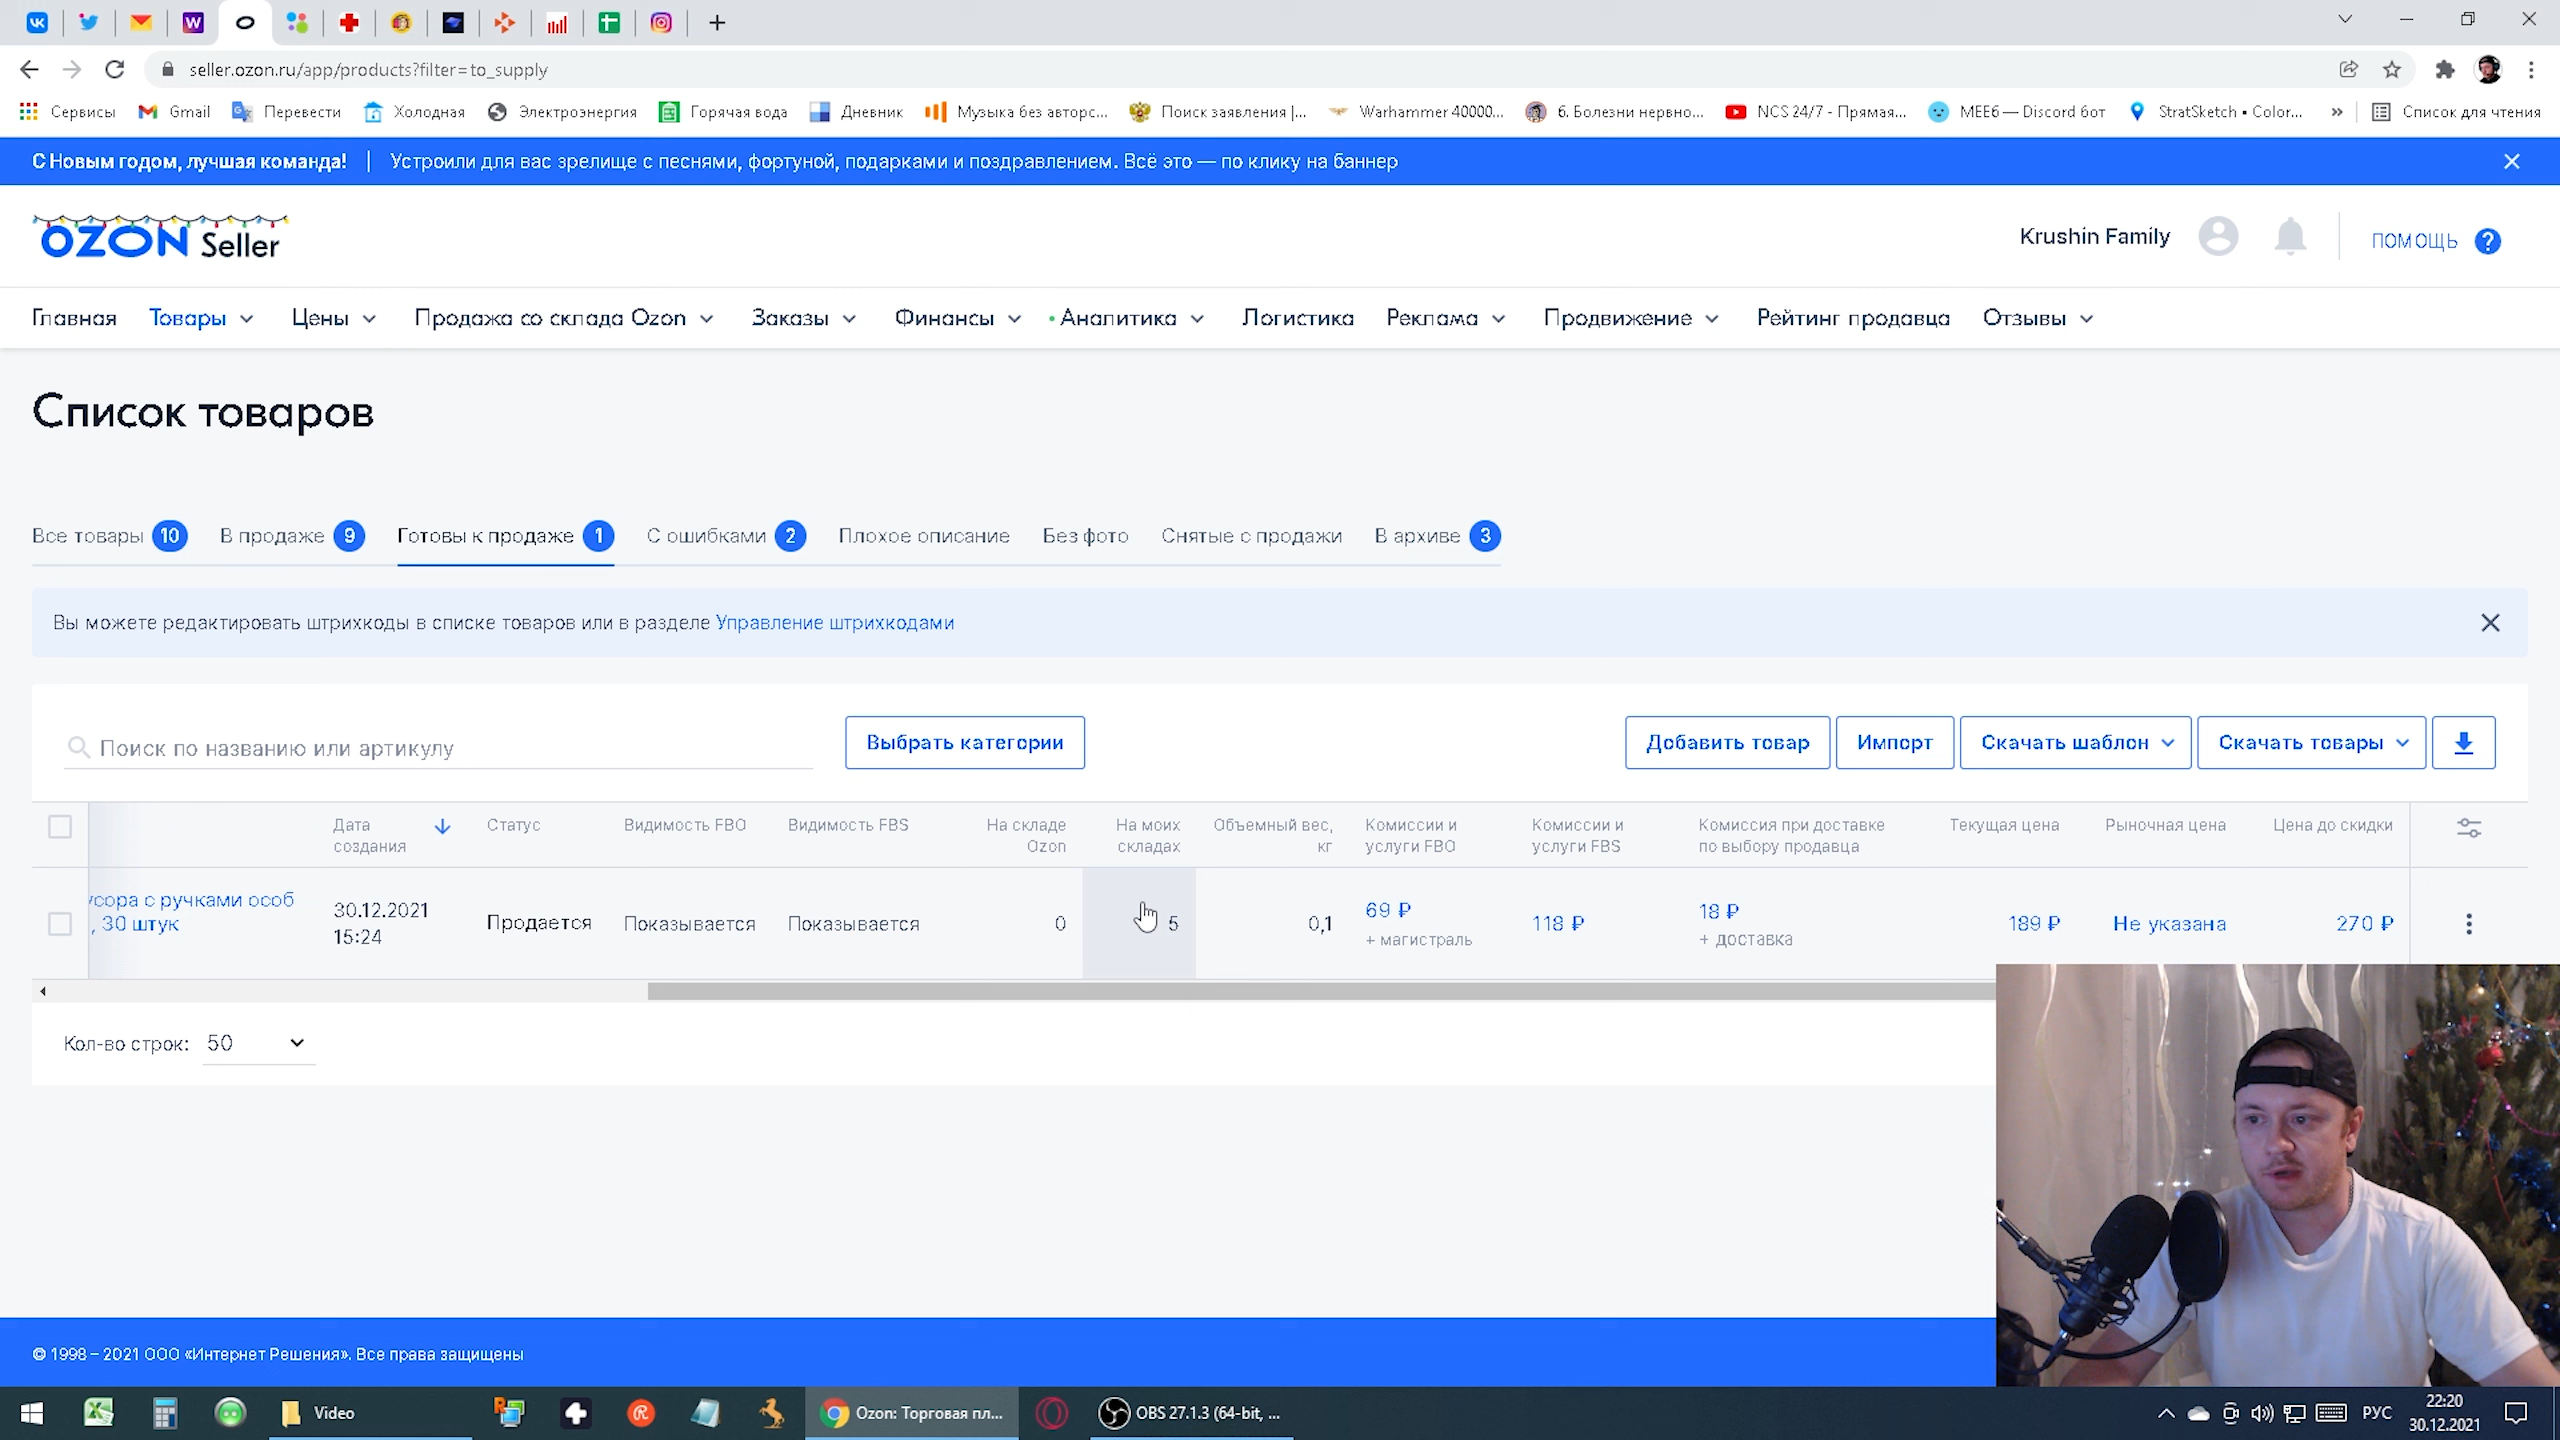 seller.ozon.ru/app/products?filter=to_supply
Сервисы Gmail Перевести Холодная Электроэнергия Горячая вода Дневник Музыка без авторс... Поиск заявления |... Warhammer 40000... 6. Болезни нервно... NCS 24/7 - Прямая... MEE6 — Discord бот StratSketch • Color... » Список для чтения
С Новым годом, лучшая команда! | Устроили для вас зрелище с песнями, фортуной, подарками и поздравлением. Всё это — по клику на баннер
OZON Seller
Krushin Family
ПОМОЩЬ ?
Главная Товары Цены Продажа со склада Ozon Заказы Финансы Аналитика Логистика Реклама Продвижение Рейтинг продавца Отзывы
Список товаров
Все товары 10 В продаже 9 Готовы к продаже 1 С ошибками 2 Плохое описание Без фото Снятые с продажи В архиве 3
Вы можете редактировать штрихкоды в списке товаров или в разделе Управление штрихкодами
Поиск по названию или артикулу
Выбрать категории
Добавить товар Импорт Скачать шаблон Скачать товары
Дата создания Статус Видимость FBO Видимость FBS На складе Ozon На моих складах Объемный вес, кг Комиссии и услуги FBO Комиссии и услуги FBS Комиссия при доставке по выбору продавца Текущая цена Рыночная цена Цена до скидки
усора с ручками особ
, 30 штук
30.12.2021
15:24
Продается Показывается Показывается 0 5 0,1
69 ₽
+ магистраль
118 ₽
18 ₽
+ доставка
189 ₽ Не указана 270 ₽
Кол-во строк: 50
© 1998 – 2021 ООО «Интернет Решения». Все права защищены
Video
Ozon: Торговая пл...
OBS 27.1.3 (64-bit, ...
РУС
22:20
30.12.2021